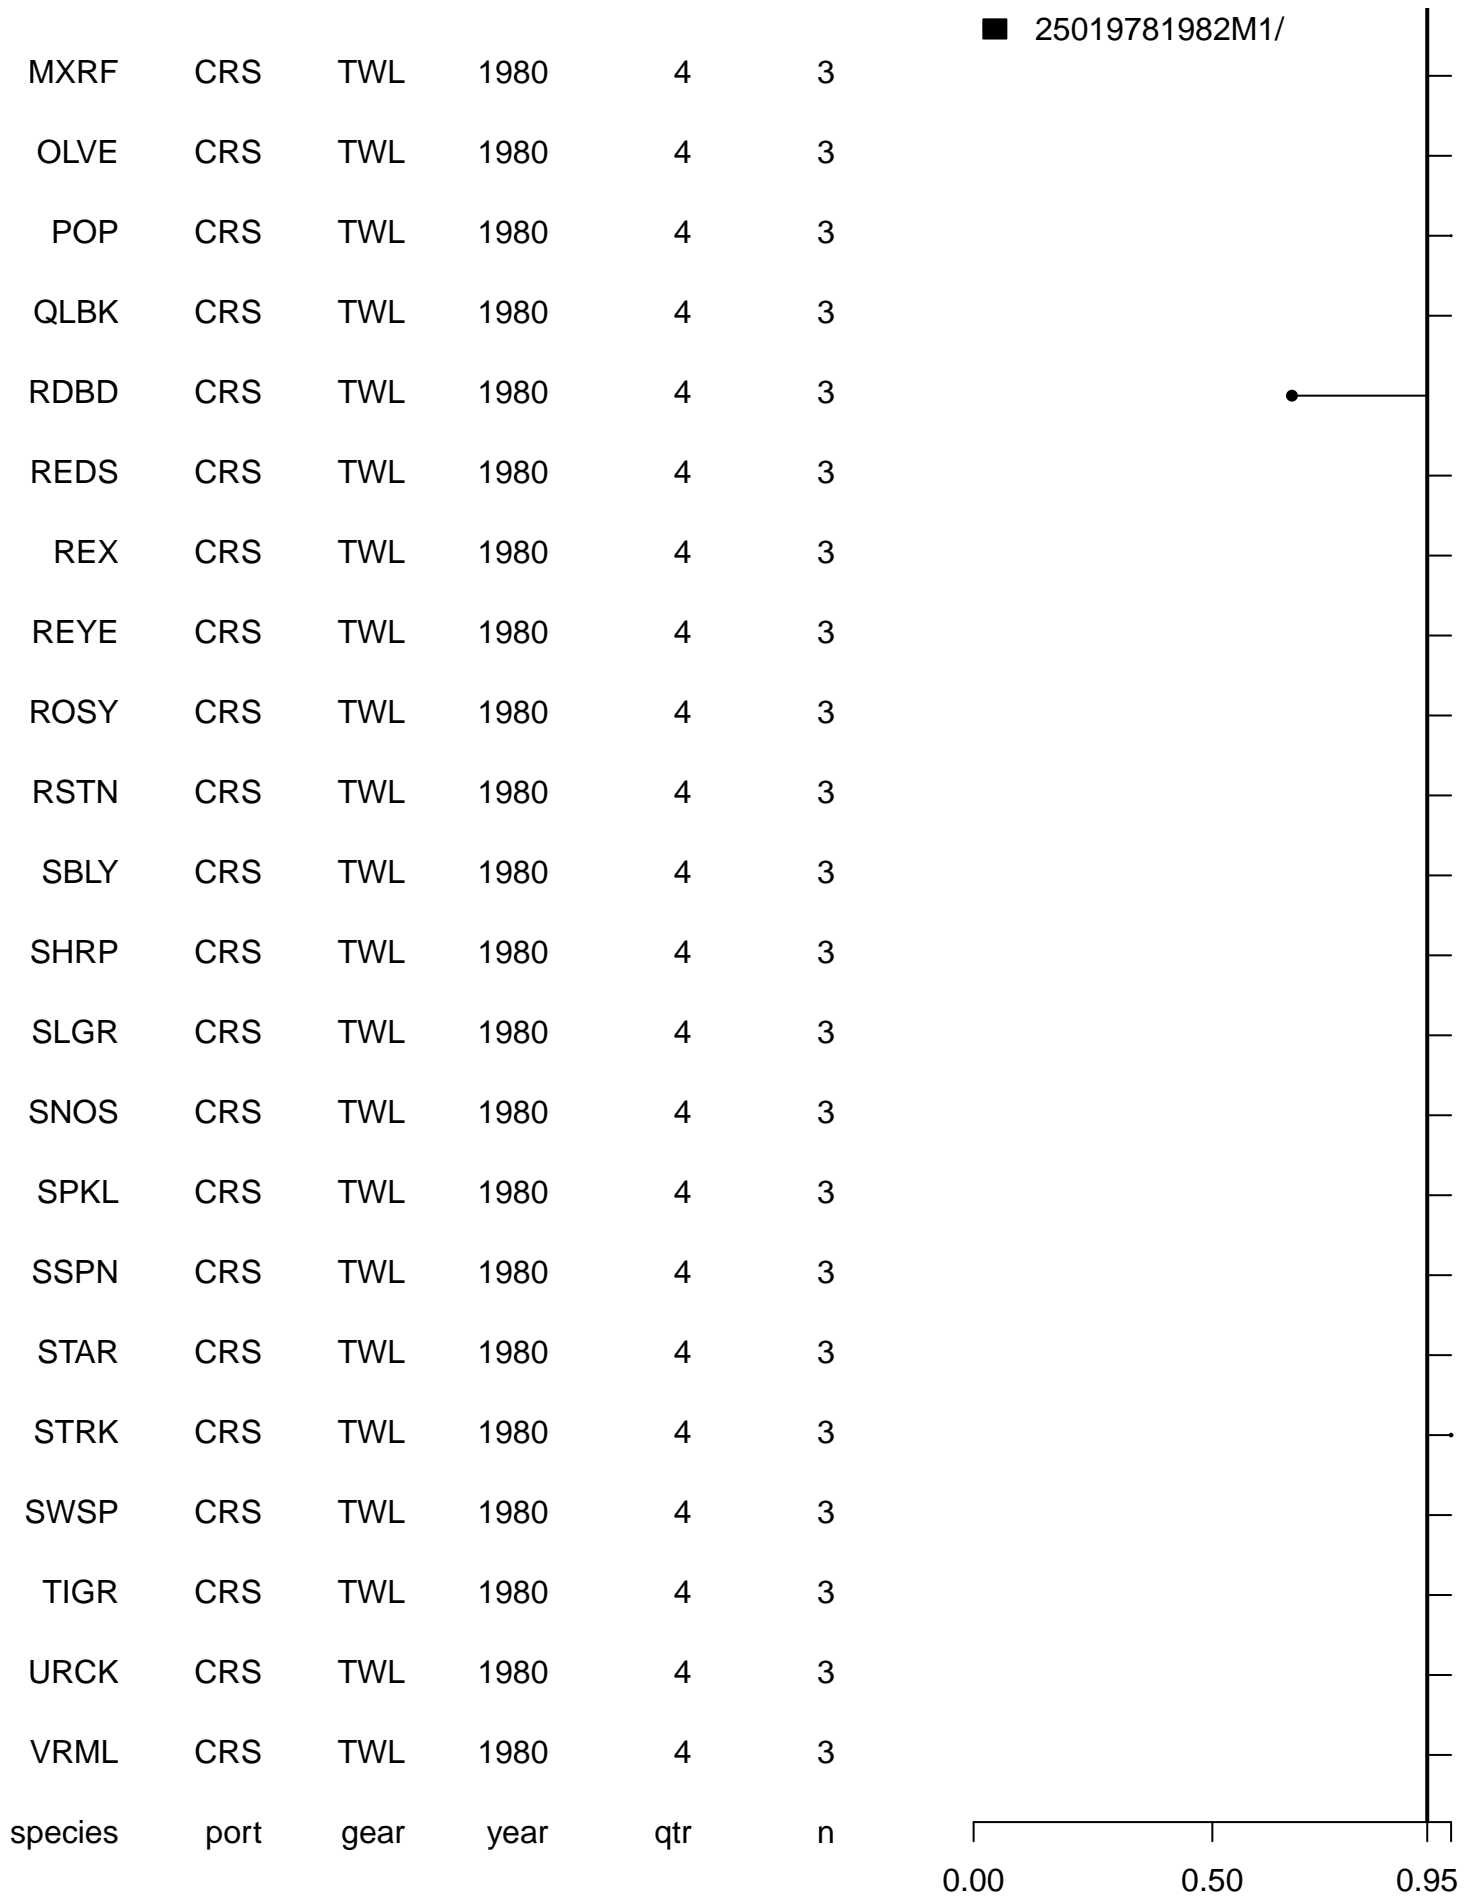 25019781982M1/
MXRF CRS TWL 1980 4 3
OLVE CRS TWL 1980 4 3
POP CRS TWL 1980 4 3
QLBK CRS TWL 1980 4 3
RDBD CRS TWL 1980 4 3
REDS CRS TWL 1980 4 3
REX CRS TWL 1980 4 3
REYE CRS TWL 1980 4 3
ROSY CRS TWL 1980 4 3
RSTN CRS TWL 1980 4 3
SBLY CRS TWL 1980 4 3
SHRP CRS TWL 1980 4 3
SLGR CRS TWL 1980 4 3
SNOS CRS TWL 1980 4 3
SPKL CRS TWL 1980 4 3
SSPN CRS TWL 1980 4 3
STAR CRS TWL 1980 4 3
STRK CRS TWL 1980 4 3
SWSP CRS TWL 1980 4 3
TIGR CRS TWL 1980 4 3
URCK CRS TWL 1980 4 3
VRML CRS TWL 1980 4 3
species port gear year qtr n
0.00 0.50 0.95